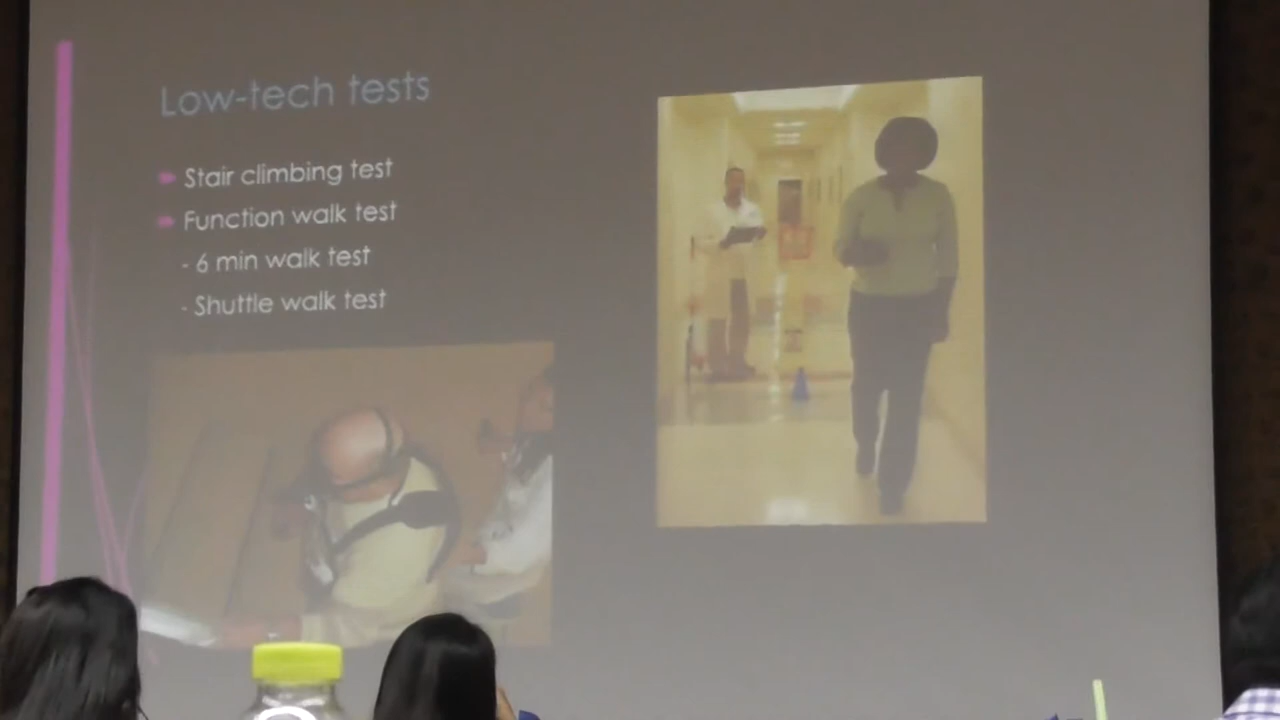 Low-tech tests
Stair climbing test
Function walk test
- 6 min walk test
- Shuttle walk test